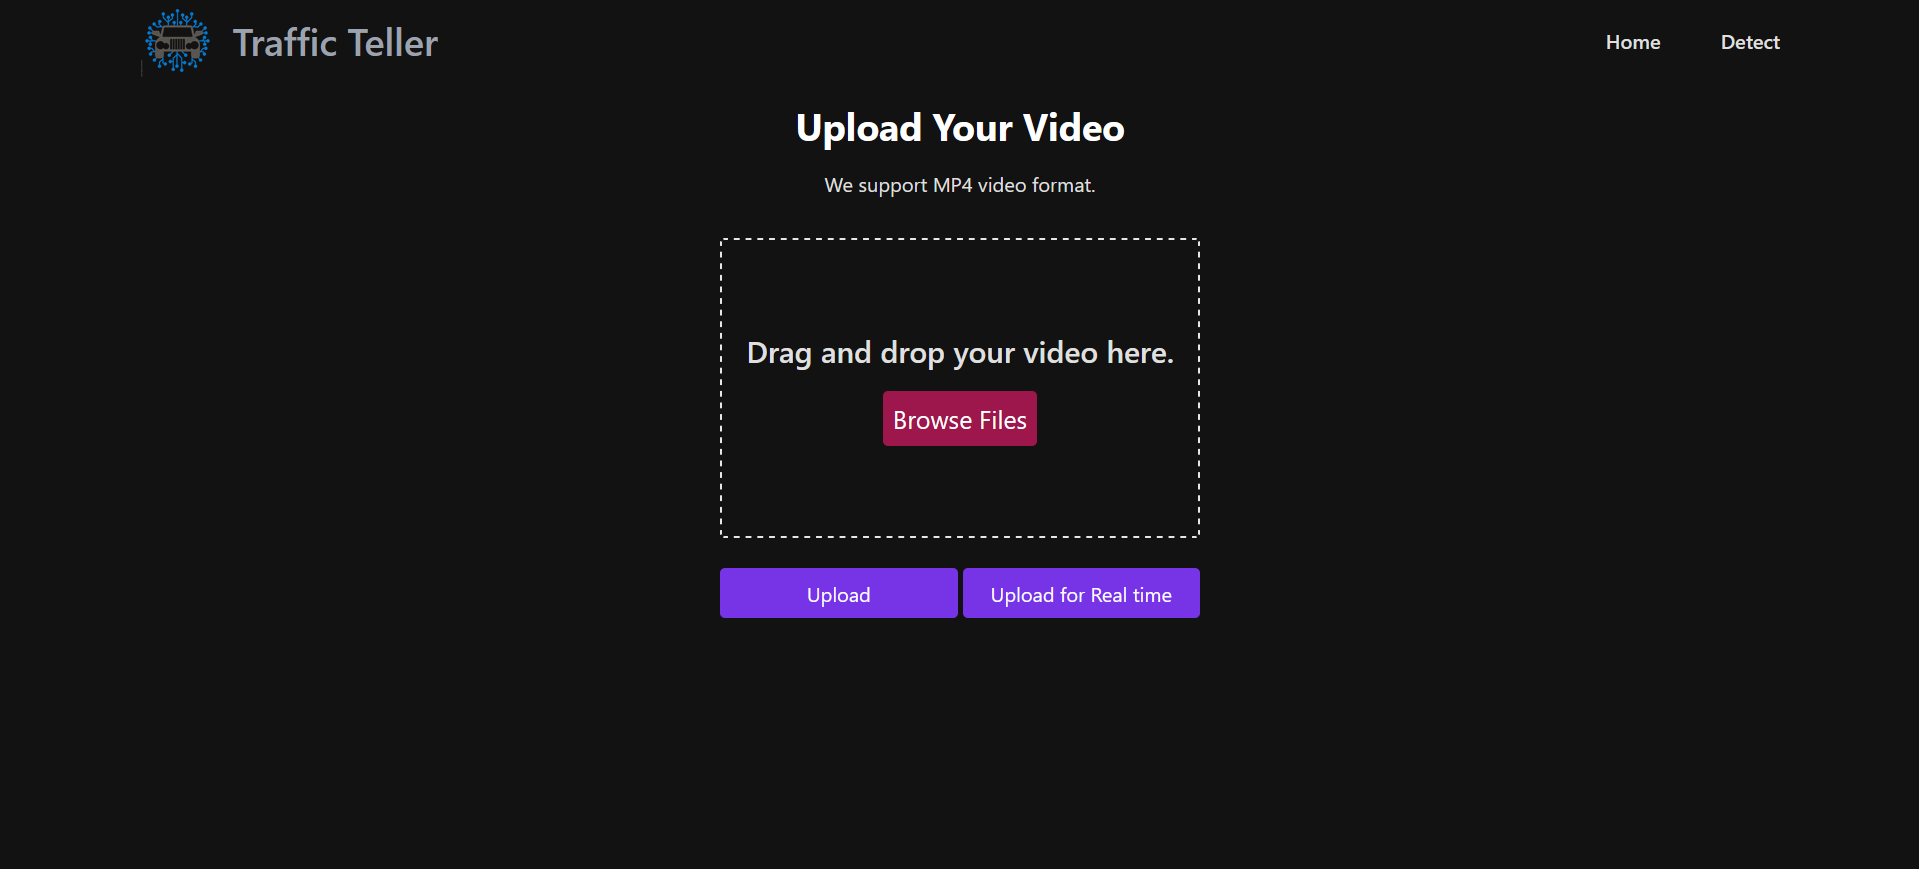 Traffic Teller
Home
Detect
Upload Your Video
We support MP4 video format.
Drag and drop your video here.
Browse Files
Upload
Upload for Real time